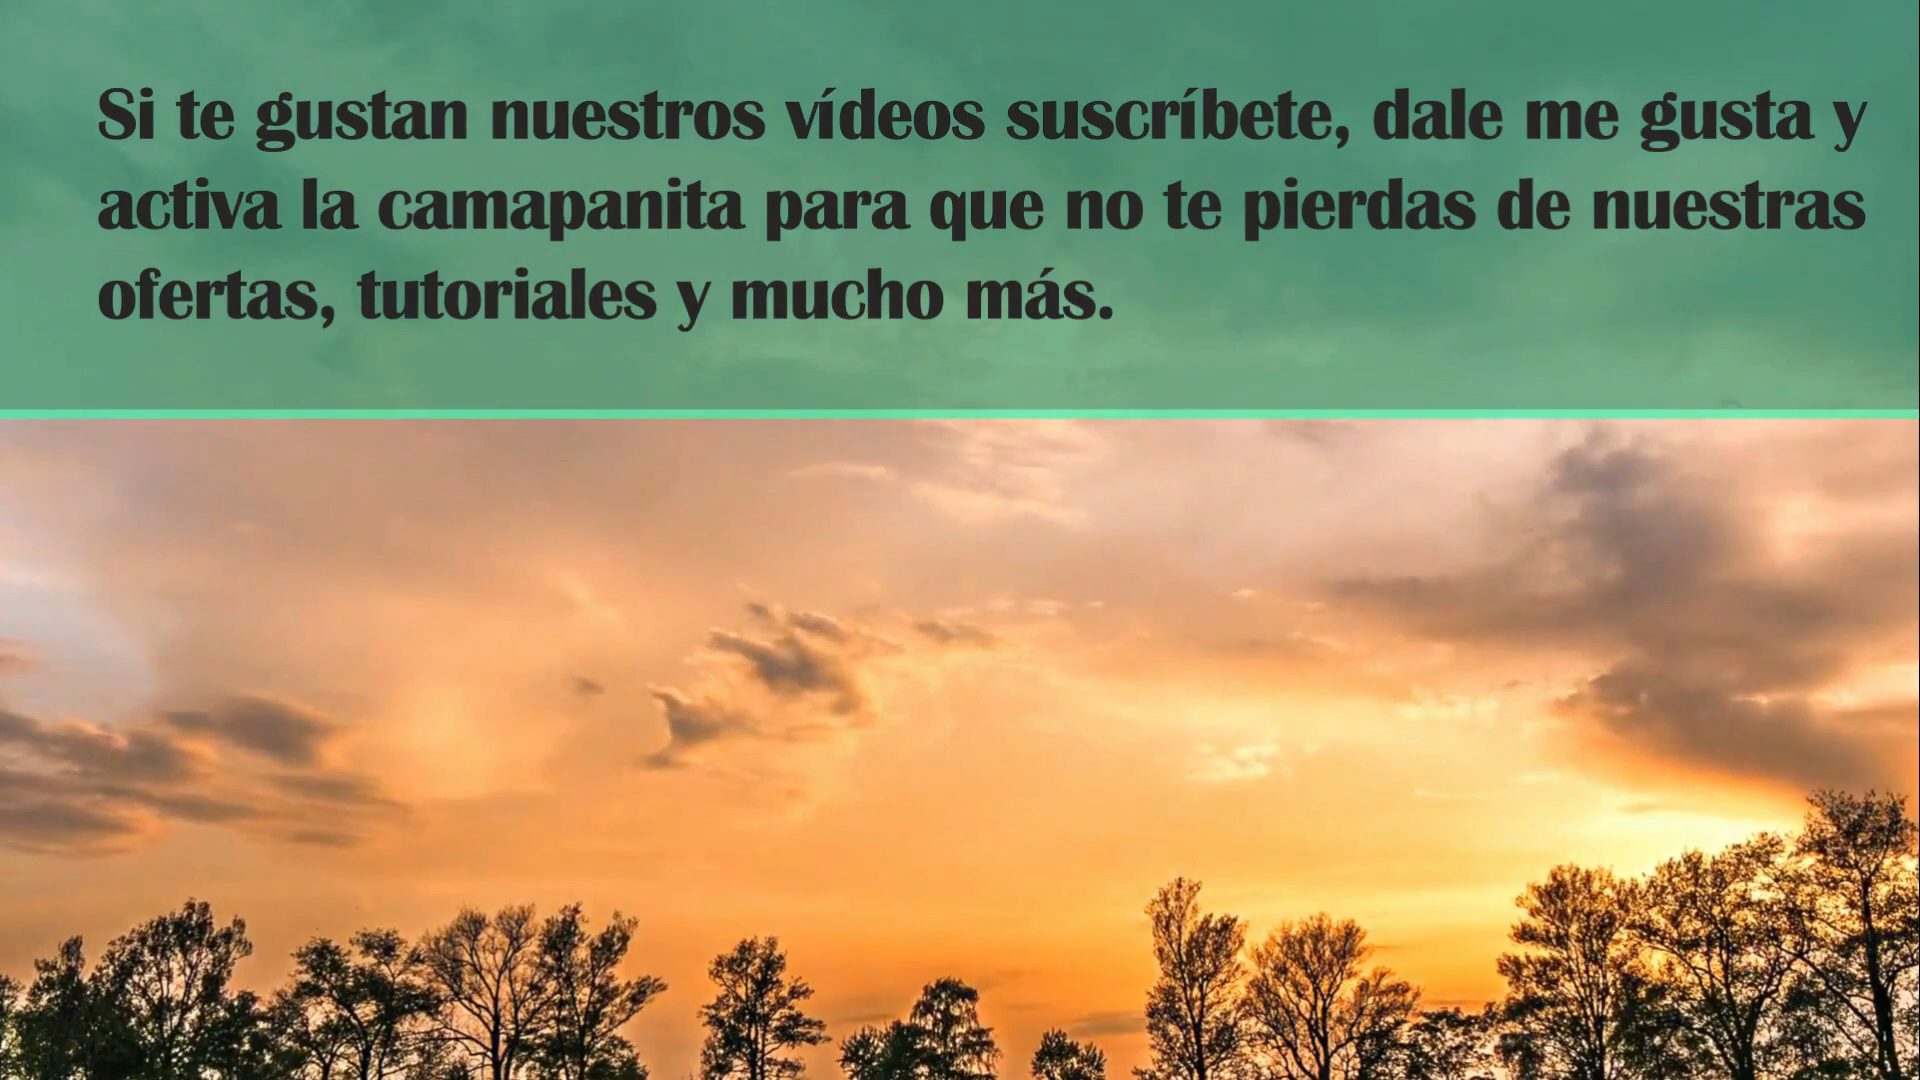 Si te gustan nuestros vídeos suscríbete, dale me gusta y
activa la camapanita para que no te pierdas de nuestras
ofertas, tutoriales y mucho más.